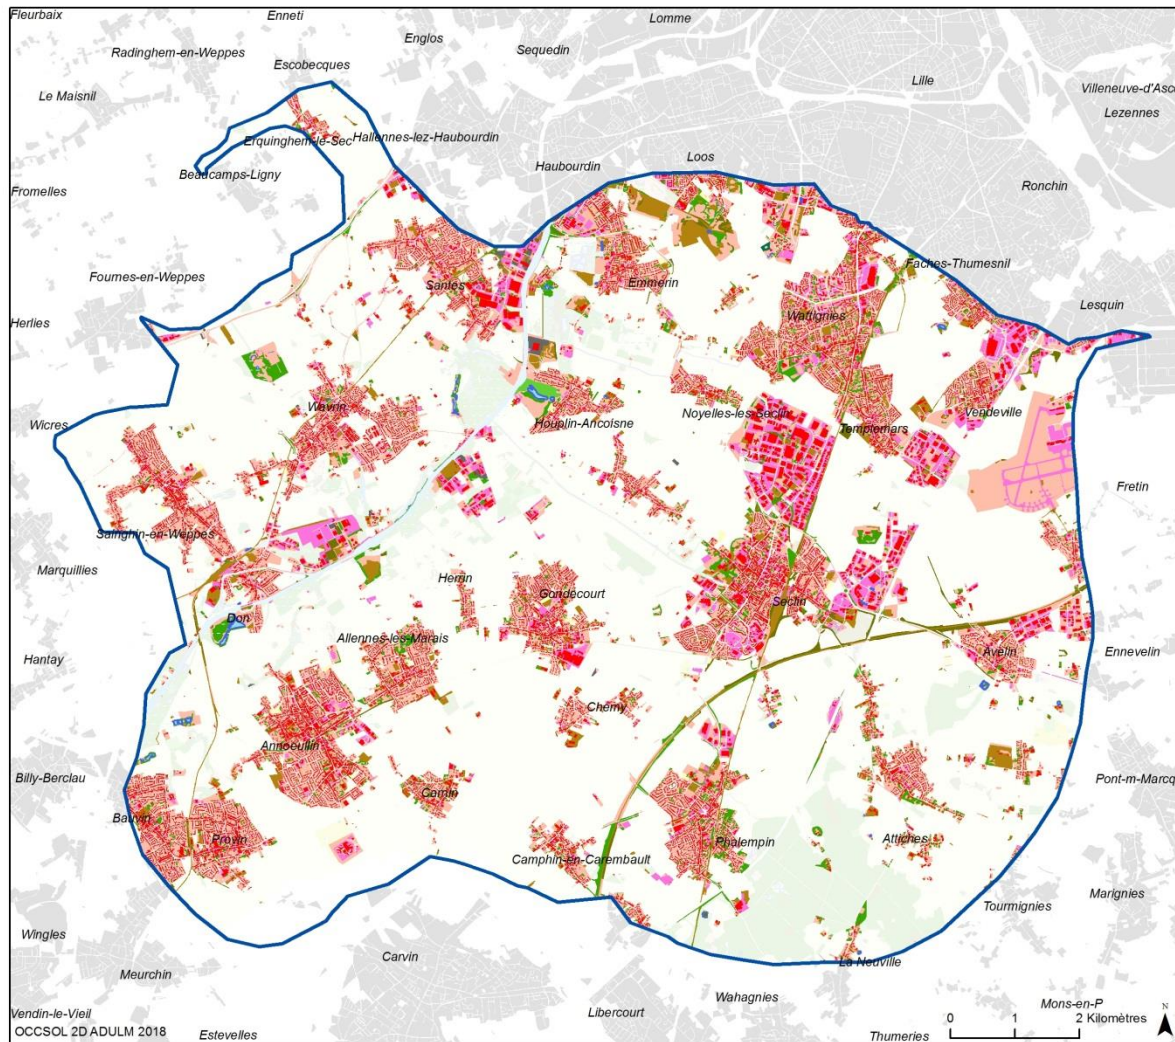 Fleurbaix
Enneti
Lomme
Englos
Radinghem-en-Weppes
Sequedin
Escobecques
Lille
Le Maisnil
Villeneuve-d'Asc
Lezennes
Erquinghem-le-Sec
Hallennes-lez-Haubourdin
Loos
Haubourdin
Beaucamps-Ligny
Ronchin
Fromelles
Faches-Thumesnil
Fournes-en-Weppes
Santes
Emmerin
Lesquin
Wattignies
Herlies
Wavrin
Noyelles-les-Seclin
Vendeville
Wicres
Houplin-Ancoisne
Templemars
Fretin
Sainghin-en-Weppes
Marquillies
Herrin
Gondecourt
Seclin
Don
Allennes-les-Marais
Hantay
Avelin
Ennevelin
Chemy
Annoeullin
Billy-Berclau
Pont-m-Marcq
Carnin
Bauvin
Provin
Phalempin
Attiches
Camphin-en-Carembault
Marignies
Tourmignies
Wingles
Carvin
La Neuville
Meurchin
Wahagnies
Mons-en-P
Vendin-le-Vieil
Libercourt
N
0 1 2 Kilomètres
OCCSOL 2D ADULM 2018
Estevelles
Thumeries